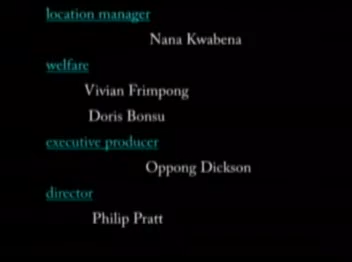 location manager
Nana Kwabena
welfare
Vivian Frimpong
Doris Bonsu
executive producer
Oppong Dickson
director
Philip Pratt